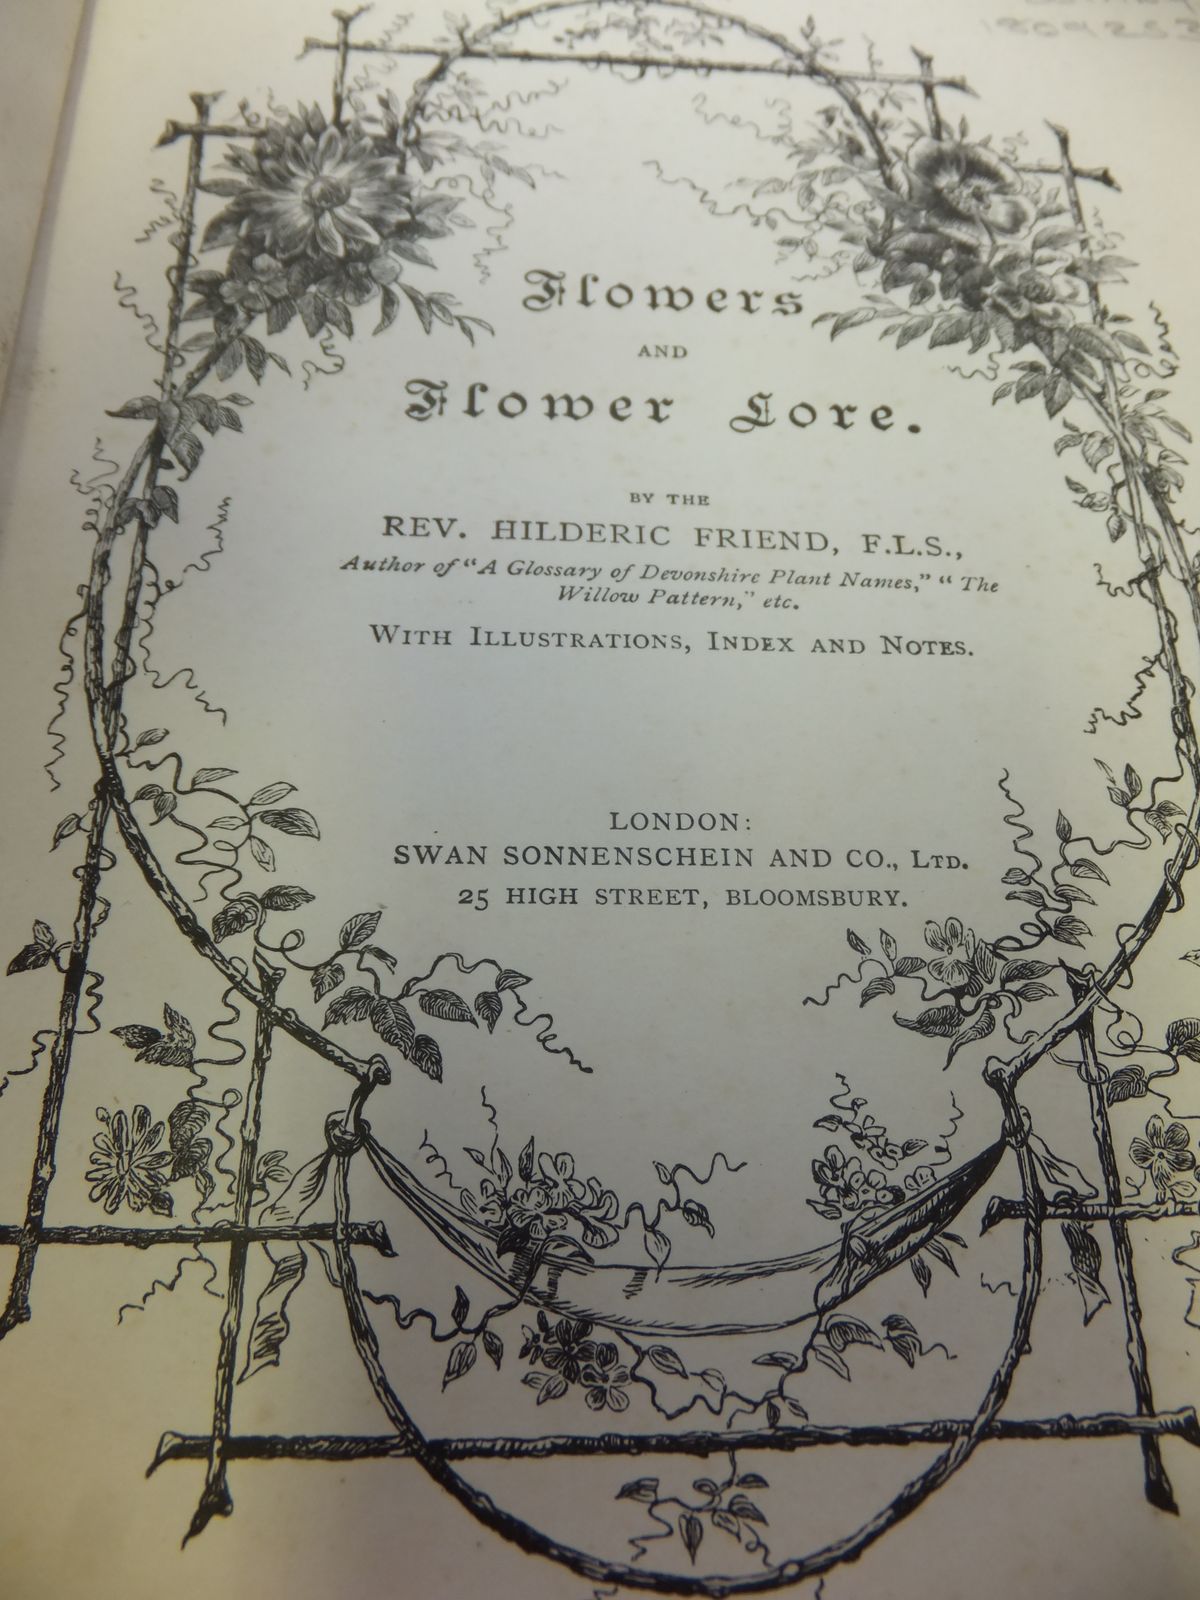 Flowers
AND
Flower Lore.
BY THE
REV. HILDERIC FRIEND, F.L.S.,
Author of "A Glossary of Devonshire Plant Names," "The
Willow Pattern," etc.
WITH ILLUSTRATIONS, INDEX AND NOTES.
LONDON:
SWAN SONNENSCHEIN AND CO., LTD.
25 HIGH STREET, BLOOMSBURY.